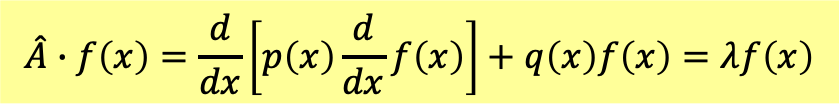 Â · f(x) = d/dx [p(x) d/dx f(x)] + q(x)f(x) = λf(x)